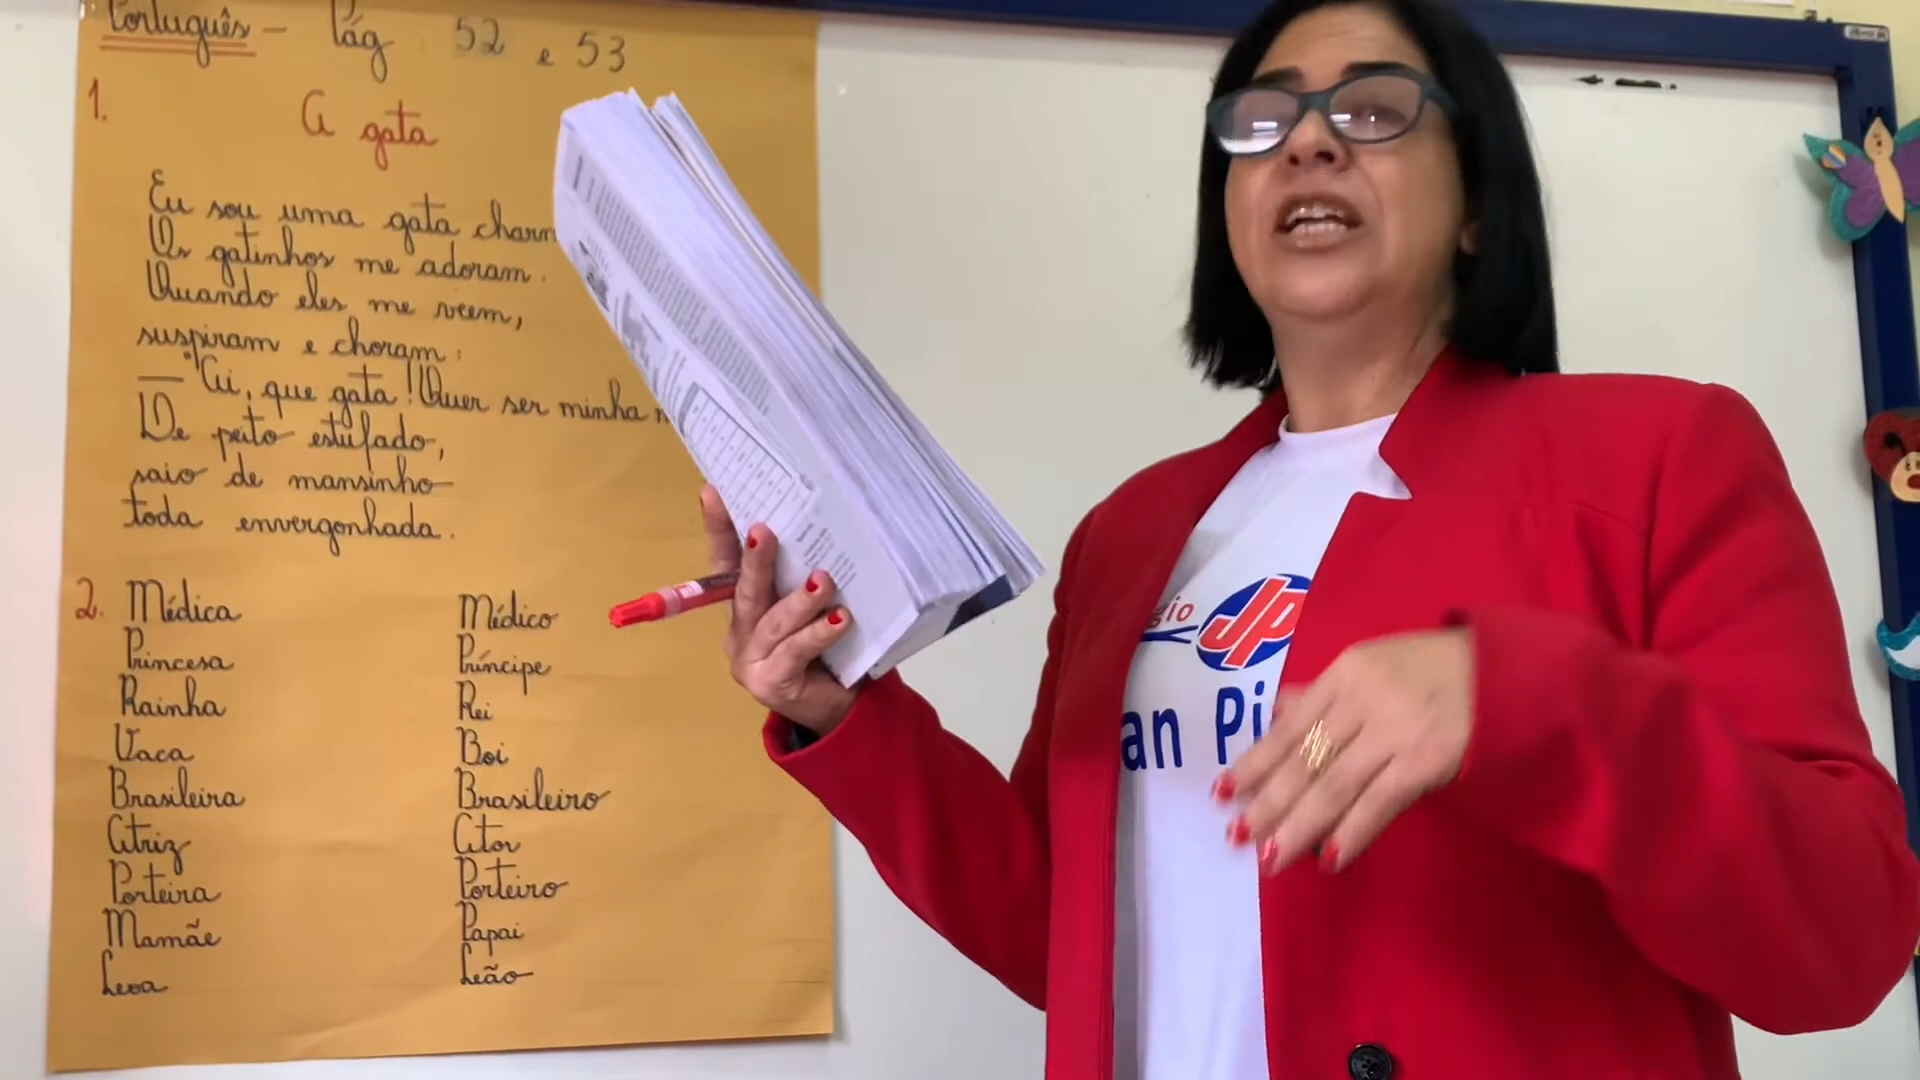 Português - Pág. 52 e 53
1. A gata
Eu sou uma gata charm
Os gatinhos me adoram.
Quando eles me veem,
suspiram e choram:
— "Ai, que gata! Quer ser minha
De peito estufado,
saio de mansinho
toda envergonhada.
2. Médica Médico
Princesa Príncipe
Rainha Rei
Vaca Boi
Brasileira Brasileiro
Atriz Ator
Porteira Porteiro
Mamãe Papai
Leoa Leão
gio JP
an Pi